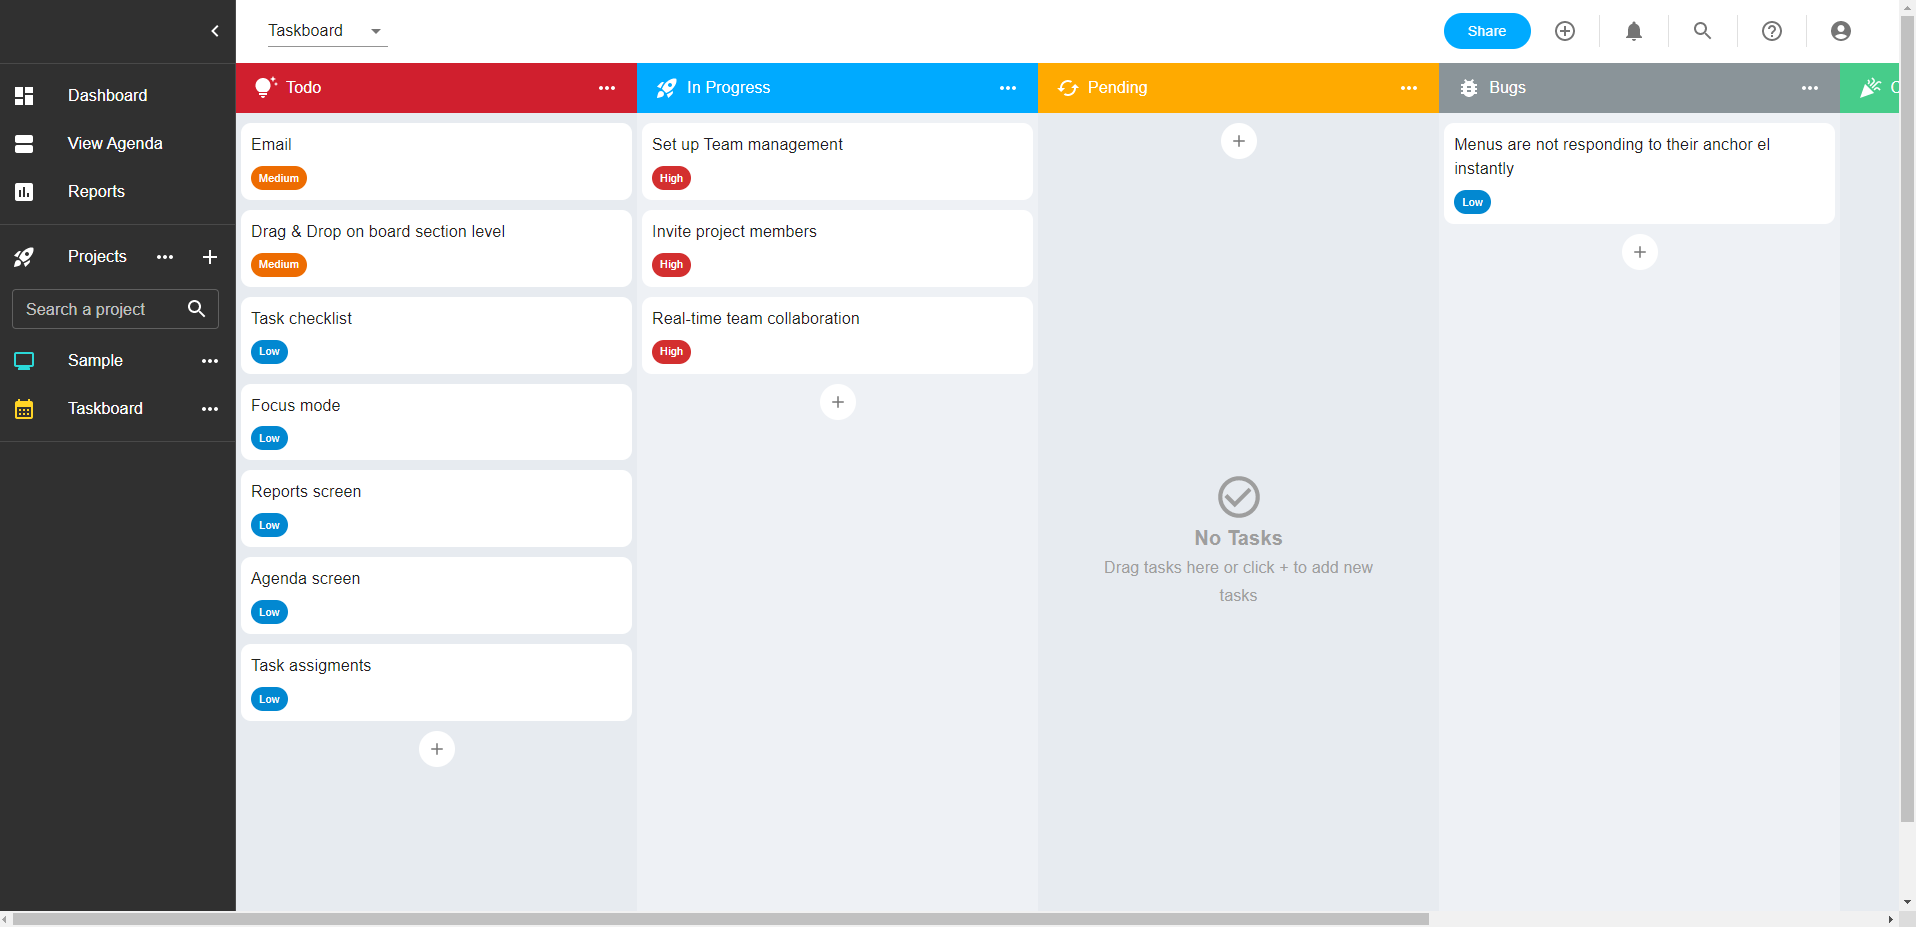 Dashboard
View Agenda
Reports
Projects
Search a project
Sample
Taskboard
Taskboard
Share
Todo
Email
Medium
Drag & Drop on board section level
Medium
Task checklist
Low
Focus mode
Low
Reports screen
Low
Agenda screen
Low
Task assigments
Low
In Progress
Set up Team management
High
Invite project members
High
Real-time team collaboration
High
Pending
No Tasks
Drag tasks here or click + to add new
tasks
Bugs
Menus are not responding to their anchor el
instantly
Low